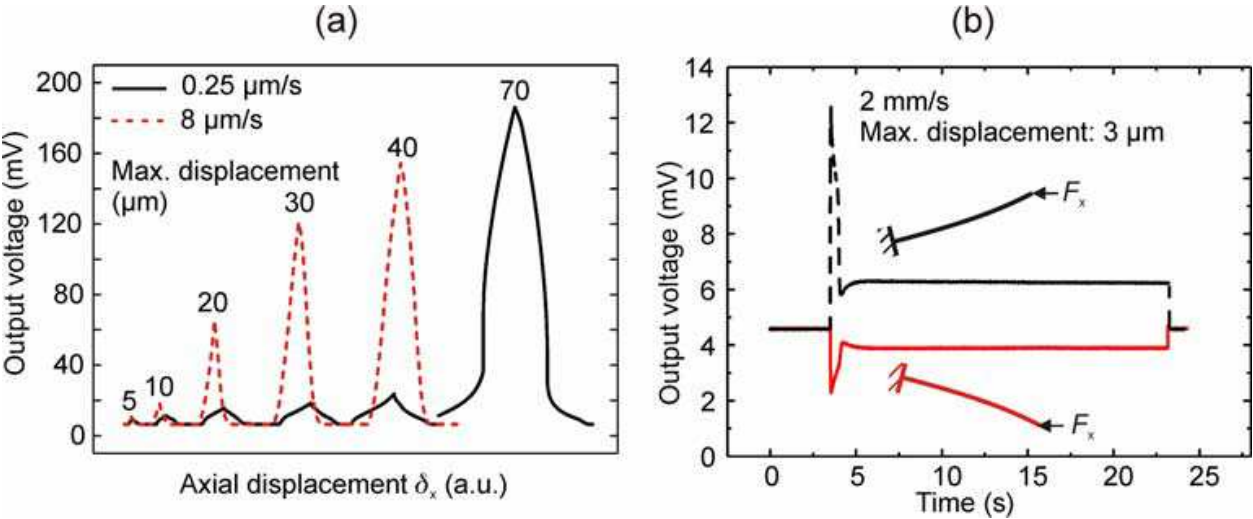 (a)
200
160
120
80
40
0
Output voltage (mV)
0.25 µm/s
8 µm/s
Max. displacement
(µm)
5
10
20
30
40
70
Axial displacement δₓ (a.u.)
(b)
14
12
10
8
6
4
2
0
Output voltage (mV)
2 mm/s
Max. displacement: 3 µm
Fₓ
Fₓ
0 5 10 15 20 25
Time (s)